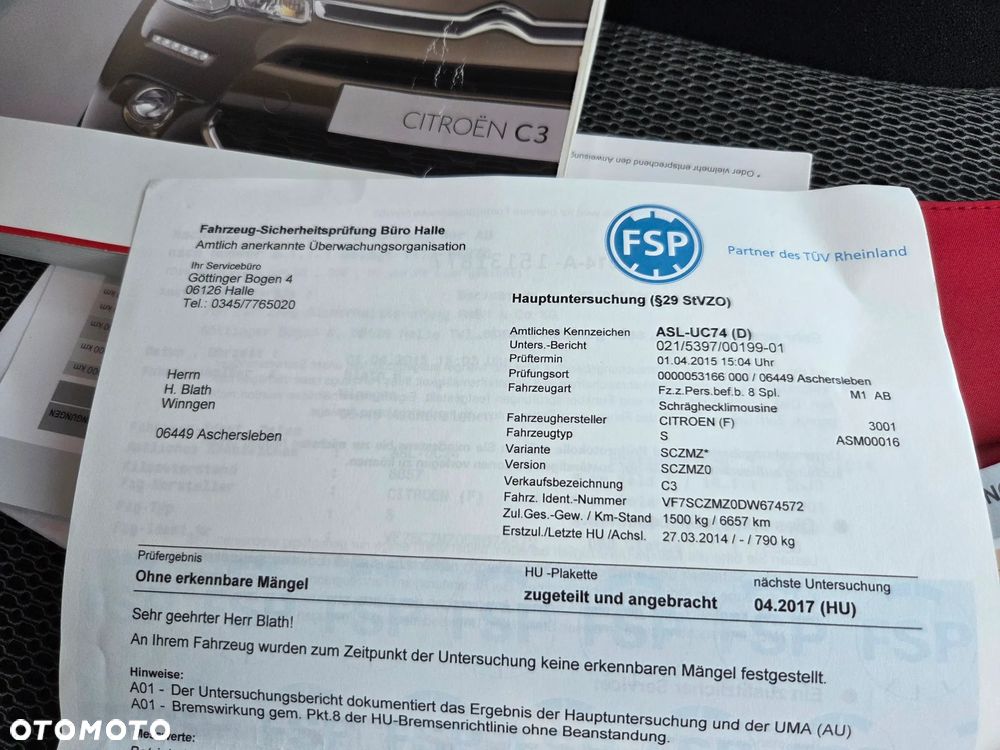 CITROËN C3
* Oder vielmehr entsprechend den Anweisung
Fahrzeug-Sicherheitsprüfung Büro Halle
Amtlich anerkannte Überwachungsorganisation
Ihr Servicebüro
Göttinger Bogen 4
06126 Halle
Tel.: 0345/7765020
FSP
Partner des TÜV Rheinland
Hauptuntersuchung (§29 StVZO)
Herrn
H. Blath
Winngen
06449 Aschersleben
Amtliches Kennzeichen ASL-UC74 (D)
Unters.-Bericht 021/5397/00199-01
Prüftermin 01.04.2015 15:04 Uhr
Prüfungsort 0000053166 000 / 06449 Aschersleben
Fahrzeugart Fz.z.Pers.bef.b. 8 Spl. M1 AB
Schräghecklimousine
Fahrzeughersteller CITROEN (F) 3001
Fahrzeugtyp S ASM00016
Variante SCZMZ*
Version SCZMZ0
Verkaufsbezeichnung C3
Fahrz. Ident.-Nummer VF7SCZMZ0DW674572
Zul.Ges.-Gew. / Km-Stand 1500 kg / 6657 km
Erstzul./Letzte HU /Achsl. 27.03.2014 / - / 790 kg
Prüfergebnis HU -Plakette nächste Untersuchung
Ohne erkennbare Mängel zugeteilt und angebracht 04.2017 (HU)
Sehr geehrter Herr Blath!
An Ihrem Fahrzeug wurden zum Zeitpunkt der Untersuchung keine erkennbaren Mängel festgestellt.
Hinweise:
A01 - Der Untersuchungsbericht dokumentiert das Ergebnis der Hauptuntersuchung und der UMA (AU)
A01 - Bremswirkung gem. Pkt.8 der HU-Bremsenrichtlinie ohne Beanstandung.
OTOMOTO